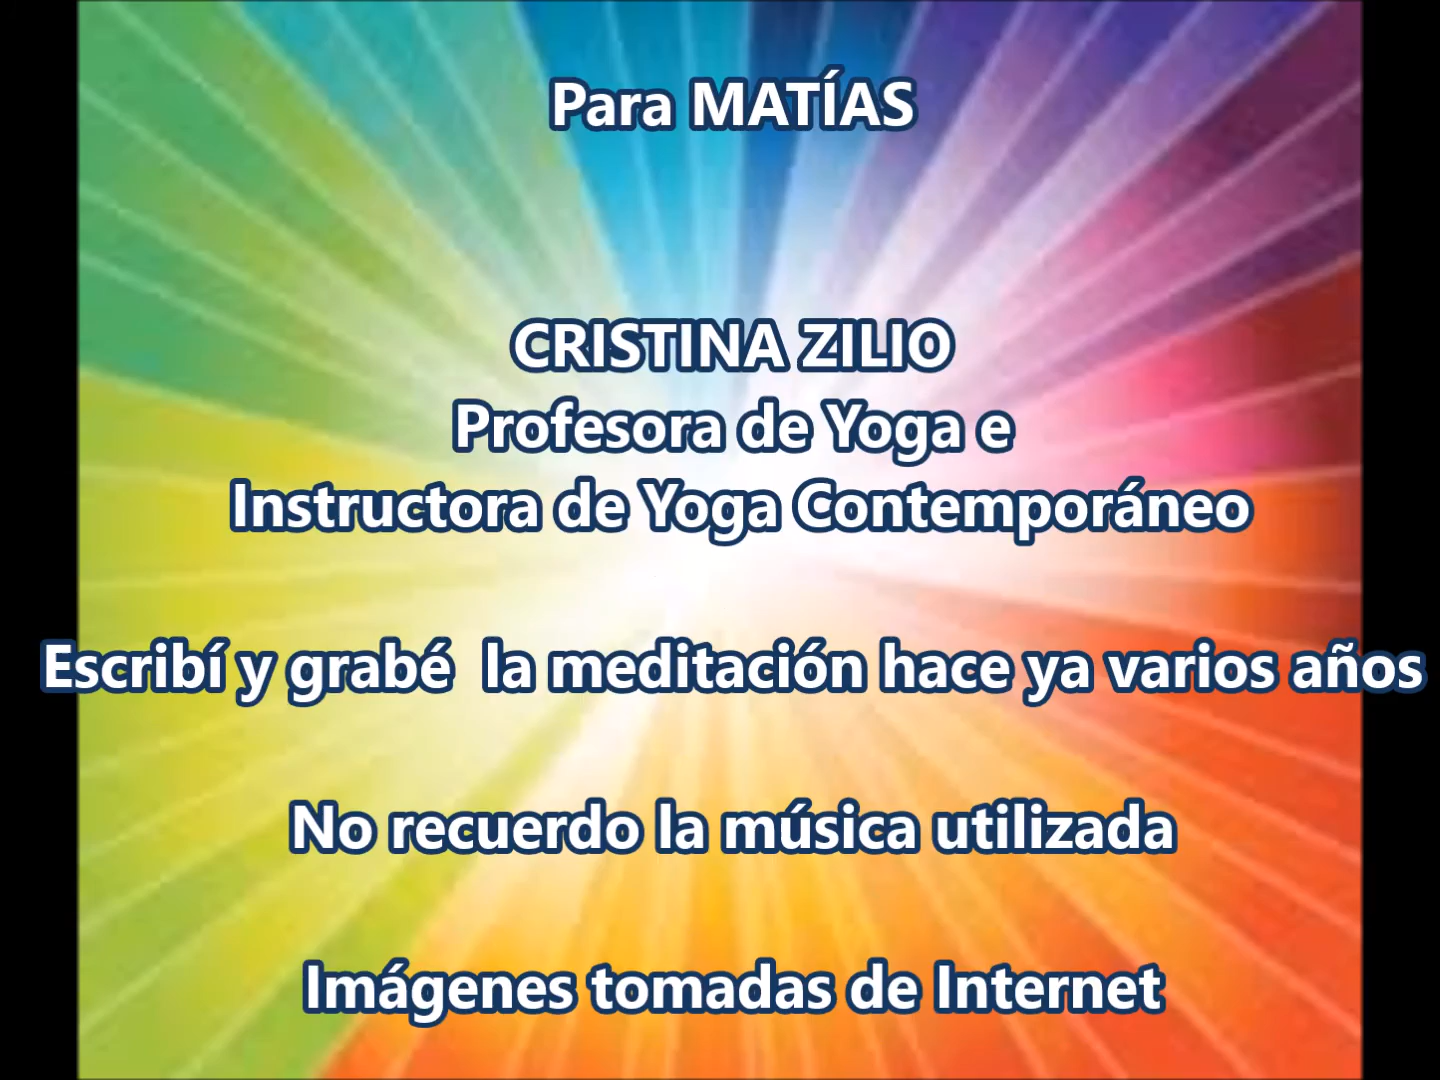 Para MATÍAS
CRISTINA ZILIO
Profesora de Yoga e
Instructora de Yoga Contemporáneo
Escribí y grabé  la meditación hace ya varios años
No recuerdo la música utilizada
Imágenes tomadas de Internet